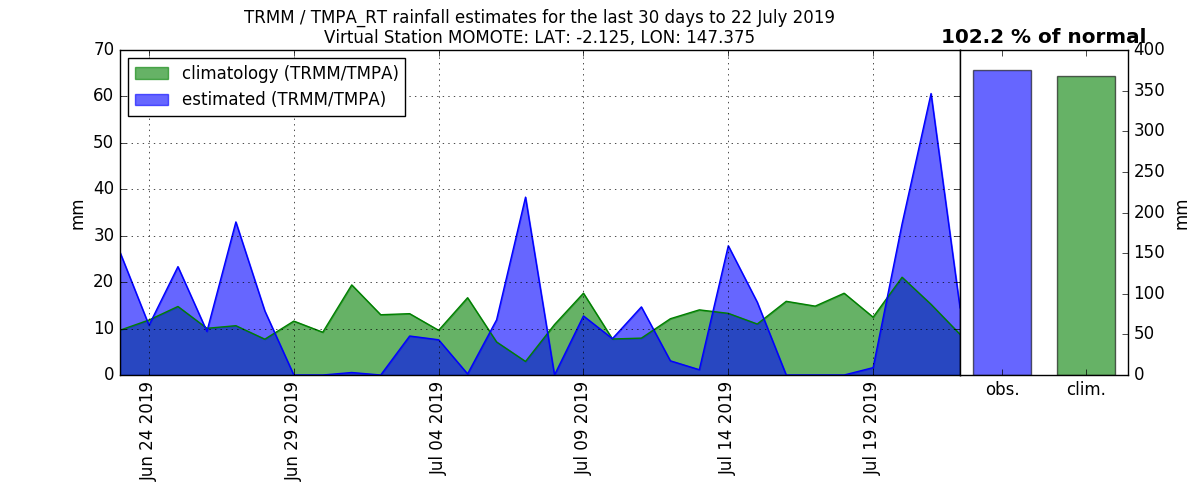 TRMM / TMPA_RT rainfall estimates for the last 30 days to 22 July 2019
Virtual Station MOMOTE: LAT: -2.125, LON: 147.375
102.2 % of normal
climatology (TRMM/TMPA)
estimated (TRMM/TMPA)
70
60
50
40
30
20
10
0
mm
Jun 24 2019
Jun 29 2019
Jul 04 2019
Jul 09 2019
Jul 14 2019
Jul 19 2019
400
350
300
250
200
150
100
50
0
mm
obs.
clim.